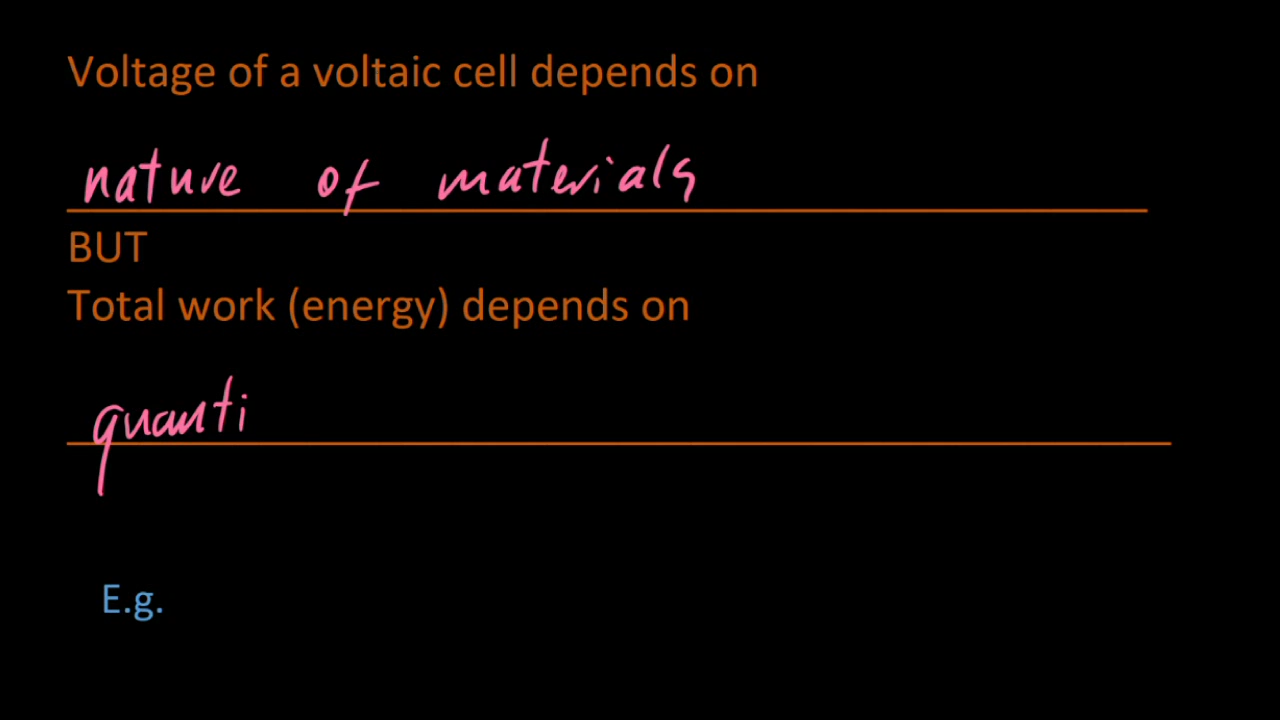 Voltage of a voltaic cell depends on
nature of materials
BUT
Total work (energy) depends on
quanti
E.g.